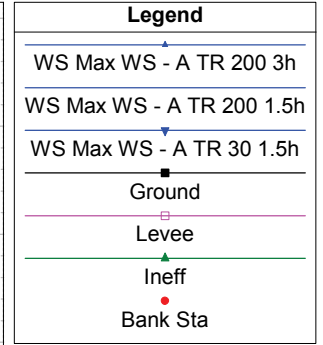 Legend
WS Max WS - A TR 200 3h
WS Max WS - A TR 200 1.5h
WS Max WS - A TR 30 1.5h
Ground
Levee
Ineff
Bank Sta